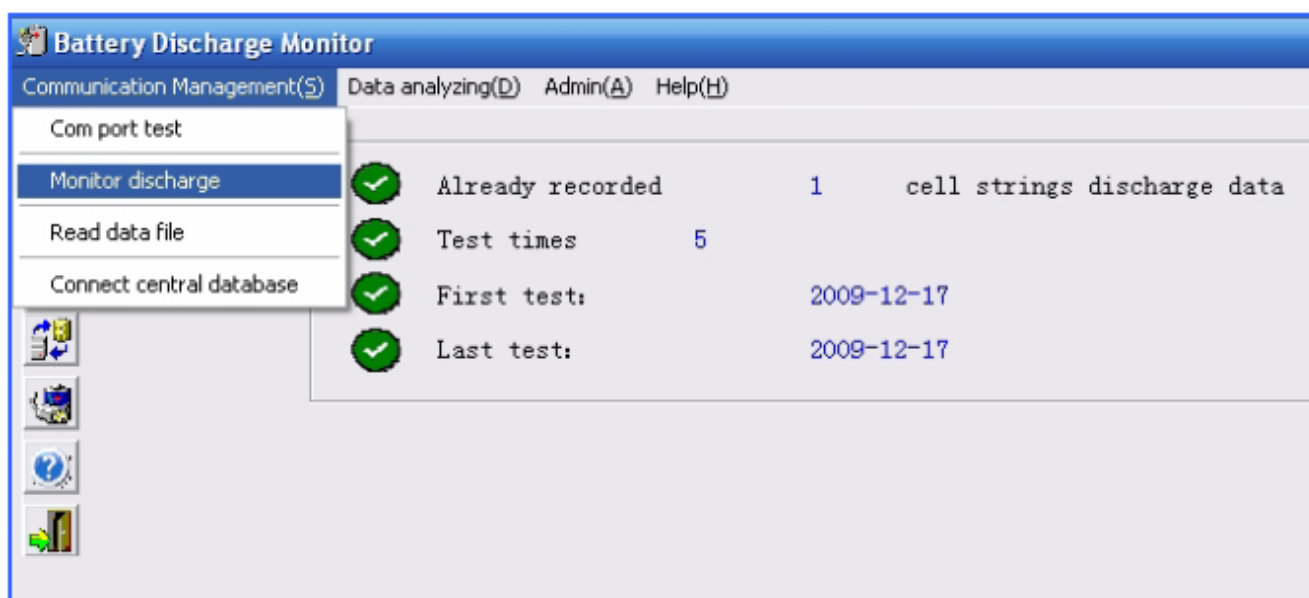 Battery Discharge Monitor
Communication Management(S) Data analyzing(D) Admin(A) Help(H)
Com port test
Monitor discharge
Read data file
Connect central database
Already recorded 1 cell strings discharge data
Test times 5
First test: 2009-12-17
Last test: 2009-12-17